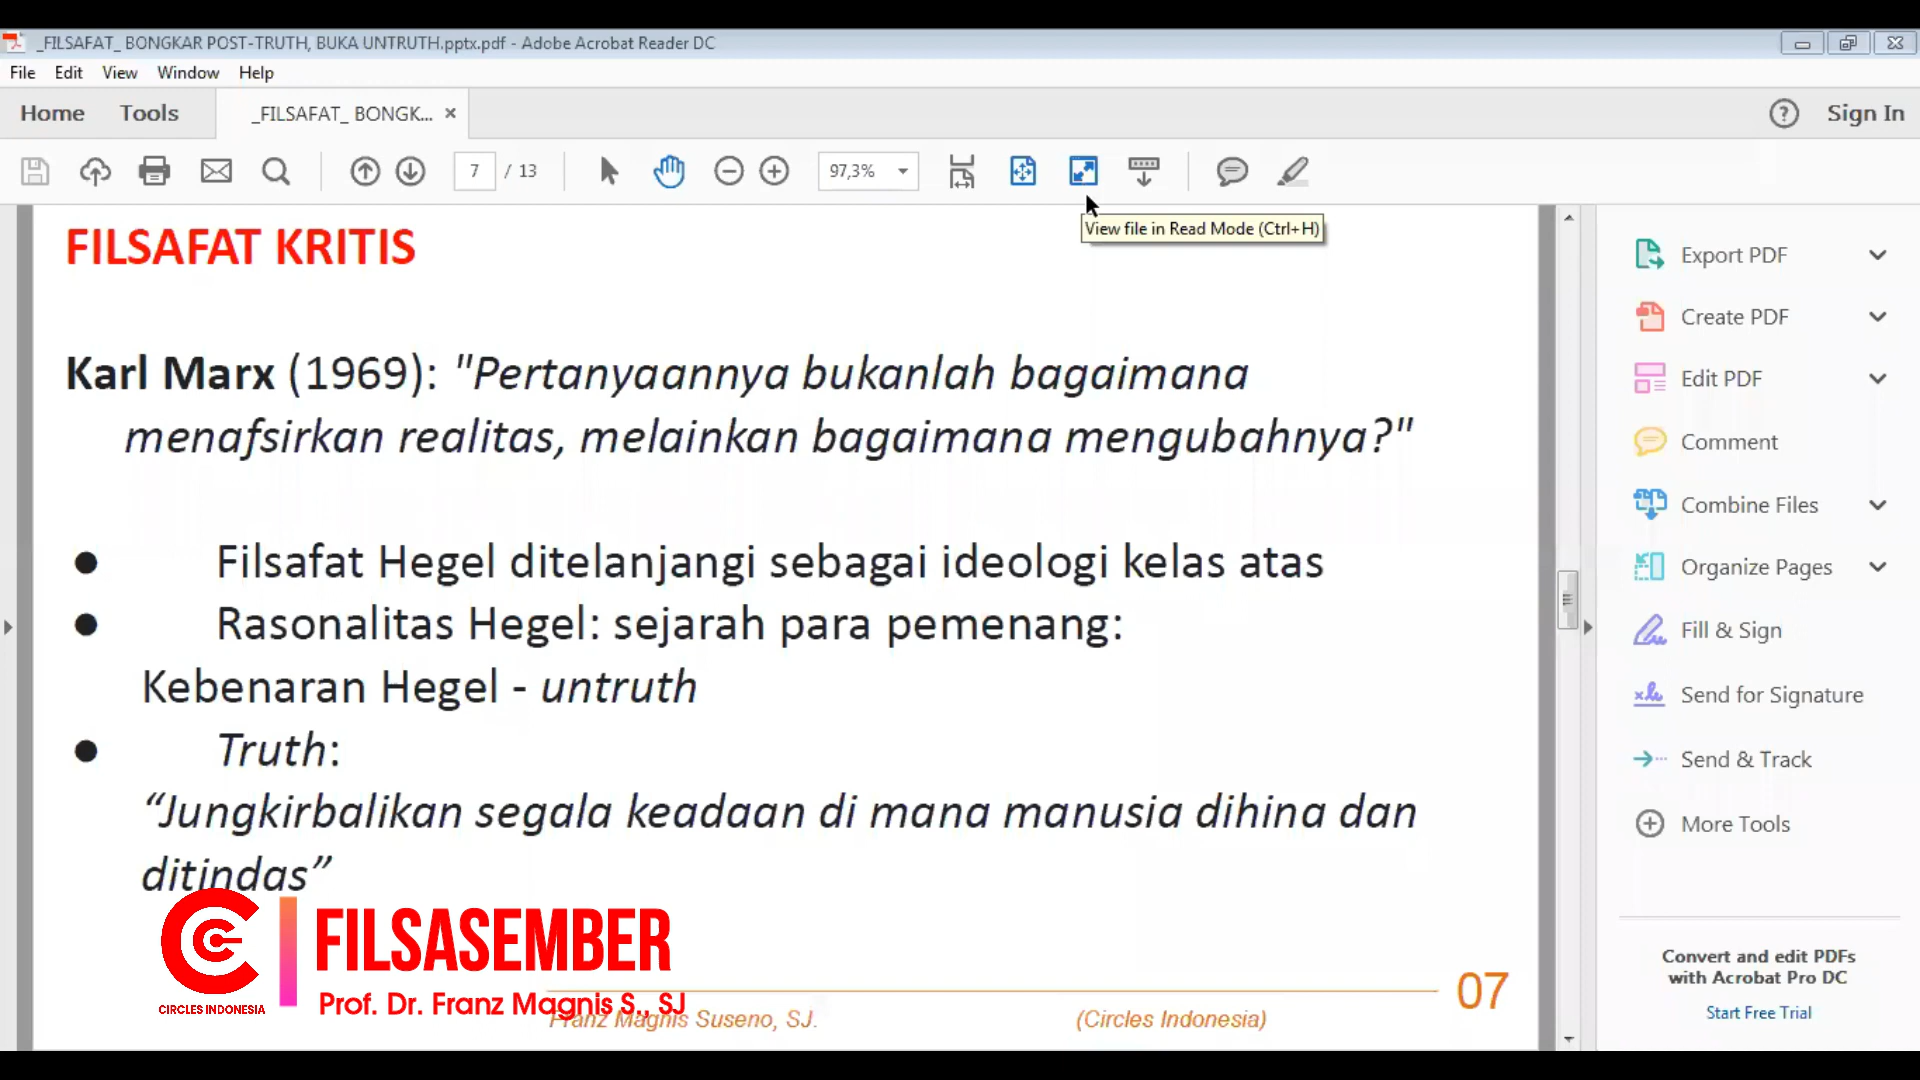 _FILSAFAT_ BONGKAR POST-TRUTH, BUKA UNTRUTH.pptx.pdf - Adobe Acrobat Reader DC
File Edit View Window Help
Home Tools _FILSAFAT_ BONGK... × ? Sign In
7 / 13 97,3%
View file in Read Mode (Ctrl+H)
FILSAFAT KRITIS
Karl Marx (1969): "Pertanyaannya bukanlah bagaimana
menafsirkan realitas, melainkan bagaimana mengubahnya?"
● Filsafat Hegel ditelanjangi sebagai ideologi kelas atas
● Rasonalitas Hegel: sejarah para pemenang:
Kebenaran Hegel - untruth
● Truth:
“Jungkirbalikan segala keadaan di mana manusia dihina dan
ditindas”
CIRCLES INDONESIA
FILSASEMBER
Prof. Dr. Franz Magnis S., SJ
Franz Magnis Suseno, SJ. (Circles Indonesia)
07
Export PDF
Create PDF
Edit PDF
Comment
Combine Files
Organize Pages
Fill & Sign
Send for Signature
Send & Track
More Tools
Convert and edit PDFs
with Acrobat Pro DC
Start Free Trial